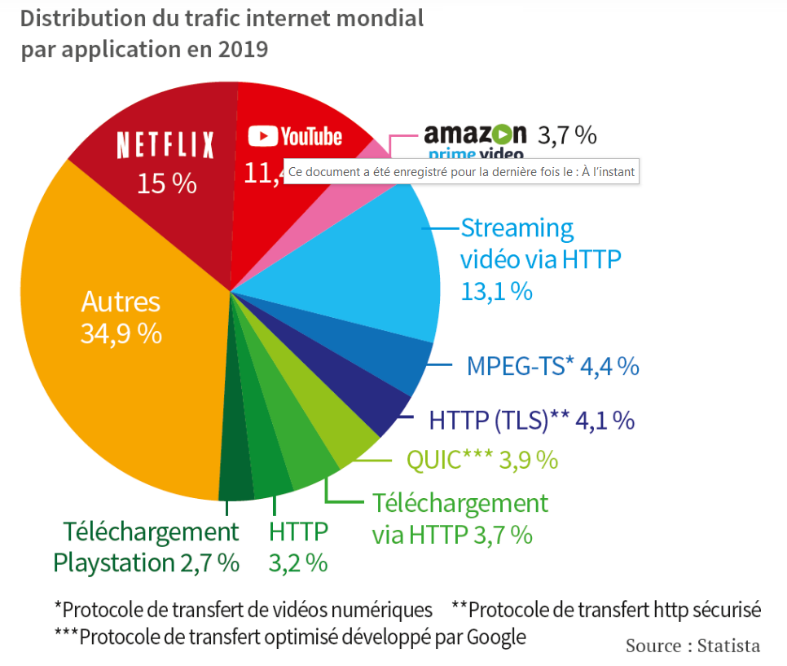 Distribution du trafic internet mondial
par application en 2019
NETFLIX
15 %
YouTube
11,
amazon 3,7 %
prime video
Ce document a été enregistré pour la dernière fois le : À l'instant
Streaming
vidéo via HTTP
13,1 %
Autres
34,9 %
MPEG-TS* 4,4 %
HTTP (TLS)** 4,1 %
QUIC*** 3,9 %
Téléchargement
via HTTP 3,7 %
HTTP
3,2 %
Téléchargement
Playstation 2,7 %
*Protocole de transfert de vidéos numériques **Protocole de transfert http sécurisé
***Protocole de transfert optimisé développé par Google
Source : Statista